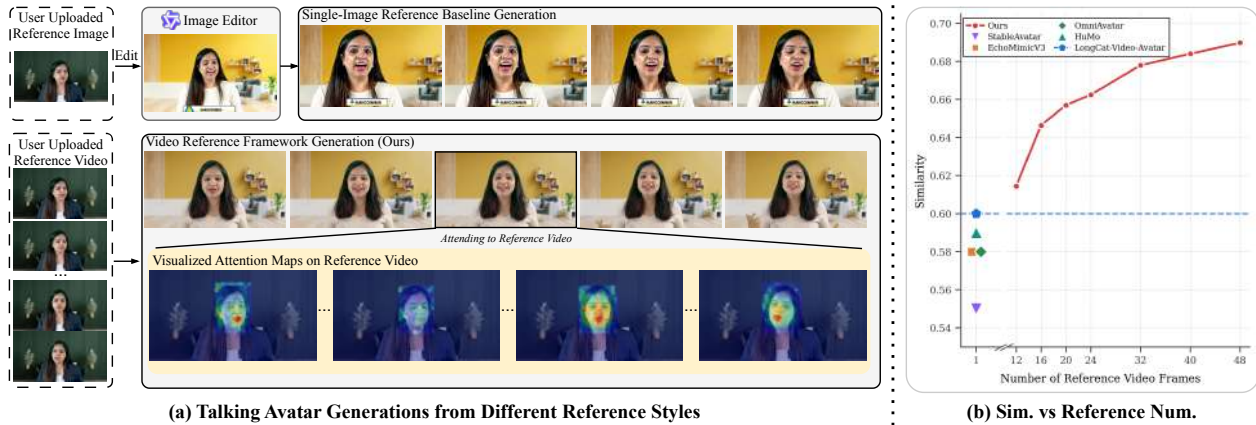 User Uploaded
Reference Image
Edit
Image Editor
Single-Image Reference Baseline Generation
User Uploaded
Reference Video
...
Video Reference Framework Generation (Ours)
Attending to Reference Video
Visualized Attention Maps on Reference Video
... ... ...
(a) Talking Avatar Generations from Different Reference Styles
Ours
StableAvatar
EchoMimicV3
OmniAvatar
HuMo
LongCat-Video-Avatar
Similarity
0.70
0.68
0.66
0.64
0.62
0.60
0.58
0.56
0.54
1 12 16 20 24 32 40 48
Number of Reference Video Frames
(b) Sim. vs Reference Num.